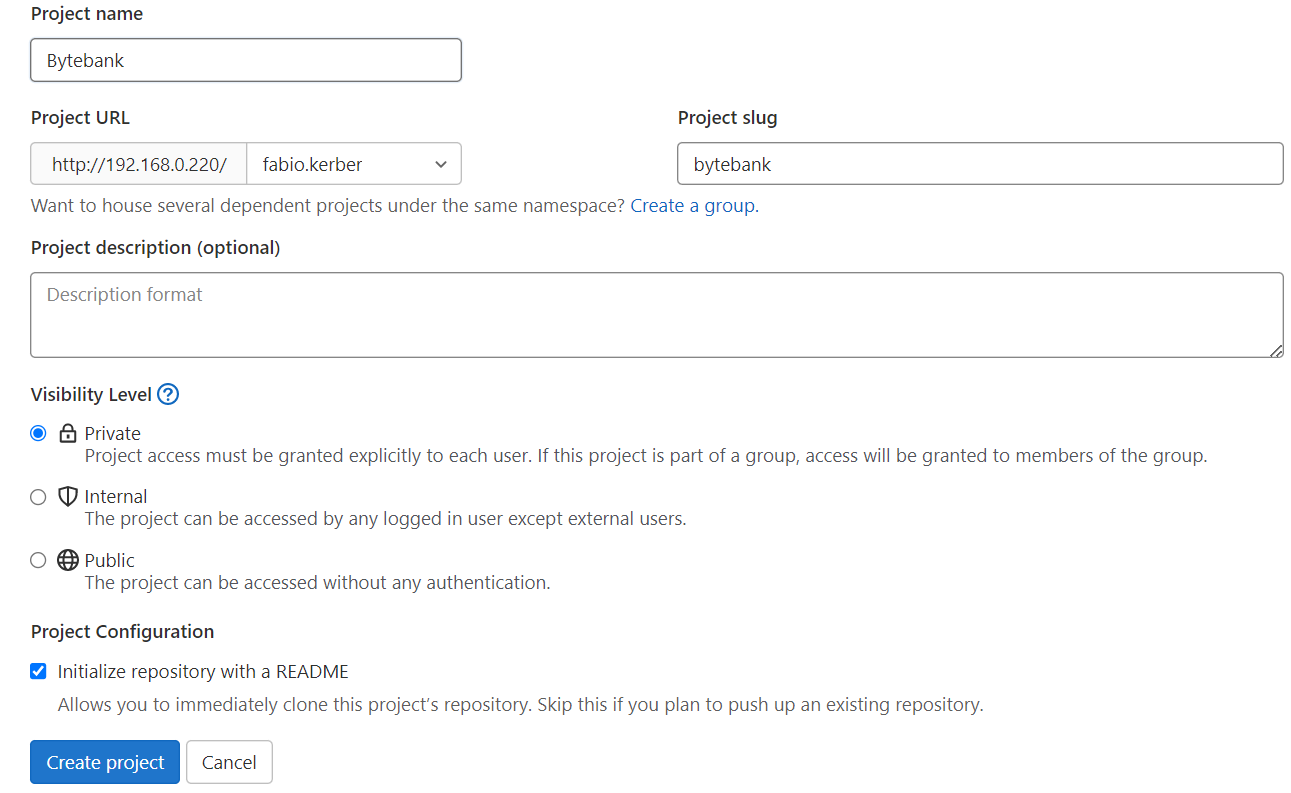 Project name
Bytebank
Project URL
Project slug
http://192.168.0.220/ fabio.kerber
bytebank
Want to house several dependent projects under the same namespace? Create a group.
Project description (optional)
Description format
Visibility Level ?
Private
Project access must be granted explicitly to each user. If this project is part of a group, access will be granted to members of the group.
Internal
The project can be accessed by any logged in user except external users.
Public
The project can be accessed without any authentication.
Project Configuration
Initialize repository with a README
Allows you to immediately clone this project’s repository. Skip this if you plan to push up an existing repository.
Create project
Cancel